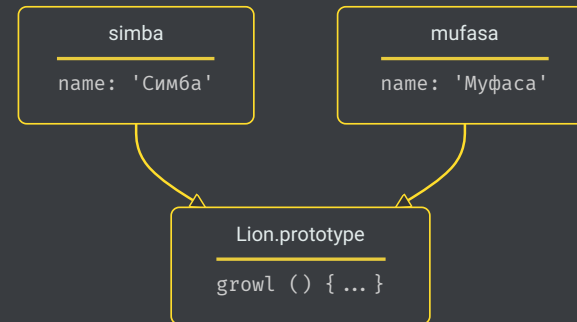 simba
name: 'Симба'
mufasa
name: 'Муфаса'
Lion.prototype
growl () { ... }